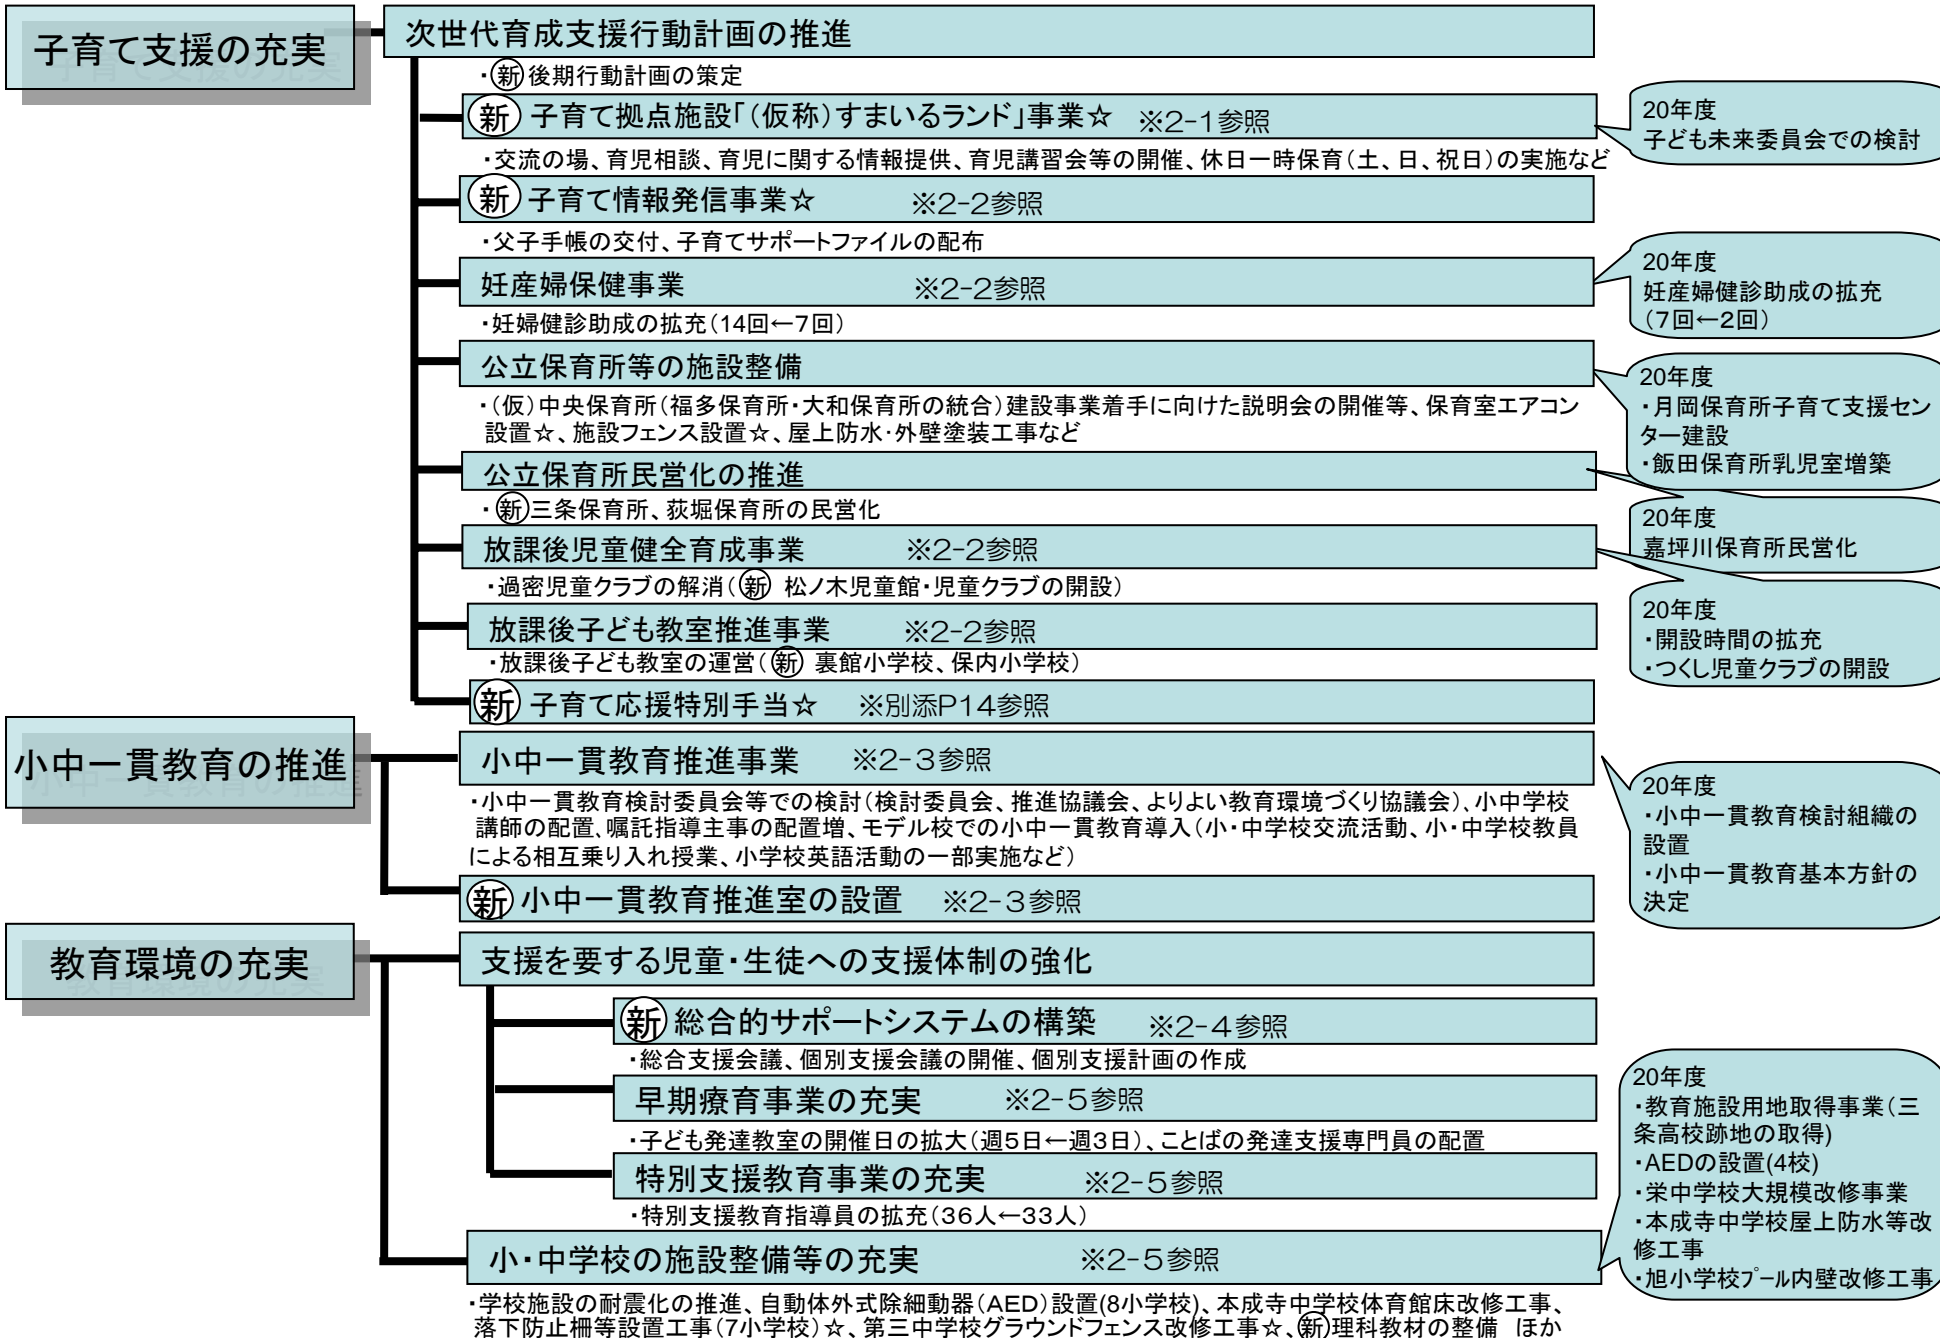 子育て支援の充実
次世代育成支援行動計画の推進
・新後期行動計画の策定
新 子育て拠点施設「(仮称)すまいるランド」事業☆ ※2-1参照
・交流の場、育児相談、育児に関する情報提供、育児講習会等の開催、休日一時保育(土、日、祝日)の実施など
20年度
子ども未来委員会での検討
新 子育て情報発信事業☆ ※2-2参照
・父子手帳の交付、子育てサポートファイルの配布
妊産婦保健事業 ※2-2参照
・妊婦健診助成の拡充(14回←7回)
20年度
妊産婦健診助成の拡充
(7回←2回)
公立保育所等の施設整備
・(仮)中央保育所(福多保育所・大和保育所の統合)建設事業着手に向けた説明会の開催等、保育室エアコン
設置☆、施設フェンス設置☆、屋上防水・外壁塗装工事など
20年度
・月岡保育所子育て支援セン
ター建設
・飯田保育所乳児室増築
公立保育所民営化の推進
・新三条保育所、荻堀保育所の民営化
20年度
嘉坪川保育所民営化
放課後児童健全育成事業 ※2-2参照
・過密児童クラブの解消(新 松ノ木児童館・児童クラブの開設)
20年度
・開設時間の拡充
・つくし児童クラブの開設
放課後子ども教室推進事業 ※2-2参照
・放課後子ども教室の運営(新 裏館小学校、保内小学校)
新 子育て応援特別手当☆ ※別添P14参照
小中一貫教育の推進
小中一貫教育推進事業 ※2-3参照
・小中一貫教育検討委員会等での検討(検討委員会、推進協議会、よりよい教育環境づくり協議会)、小中学校
講師の配置、嘱託指導主事の配置増、モデル校での小中一貫教育導入(小・中学校交流活動、小・中学校教員
による相互乗り入れ授業、小学校英語活動の一部実施など)
20年度
・小中一貫教育検討組織の
設置
・小中一貫教育基本方針の
決定
新 小中一貫教育推進室の設置 ※2-3参照
教育環境の充実
支援を要する児童・生徒への支援体制の強化
新 総合的サポートシステムの構築 ※2-4参照
・総合支援会議、個別支援会議の開催、個別支援計画の作成
早期療育事業の充実 ※2-5参照
・子ども発達教室の開催日の拡大(週5日←週3日)、ことばの発達支援専門員の配置
特別支援教育事業の充実 ※2-5参照
・特別支援教育指導員の拡充(36人←33人)
小・中学校の施設整備等の充実 ※2-5参照
・学校施設の耐震化の推進、自動体外式除細動器(AED)設置(8小学校)、本成寺中学校体育館床改修工事、
落下防止柵等設置工事(7小学校)☆、第三中学校グラウンドフェンス改修工事☆、新理科教材の整備 ほか
20年度
・教育施設用地取得事業(三
条高校跡地の取得)
・AEDの設置(4校)
・栄中学校大規模改修事業
・本成寺中学校屋上防水等改
修工事
・旭小学校プール内壁改修工事